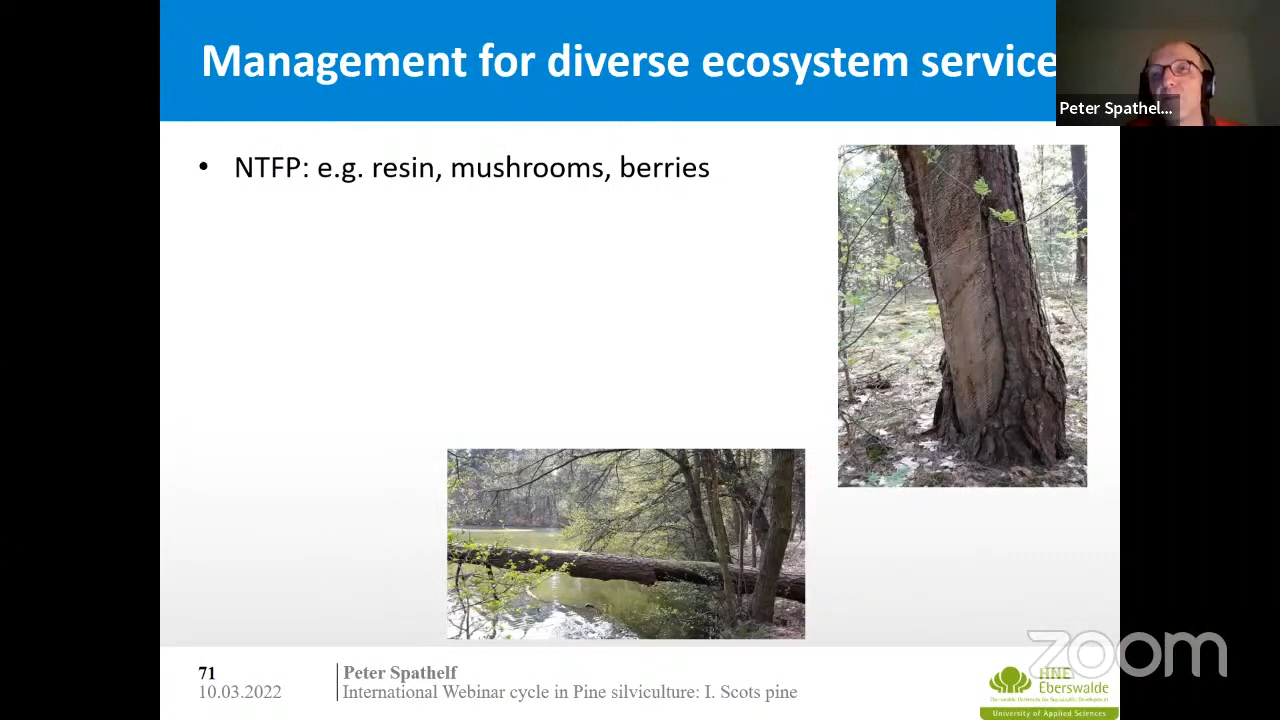 Management for diverse ecosystem service
Peter Spathel...
• NTFP: e.g. resin, mushrooms, berries
zoom
71
10.03.2022
Peter Spathelf
International Webinar cycle in Pine silviculture: I. Scots pine
HNE
Eberswalde
University of Applied Sciences